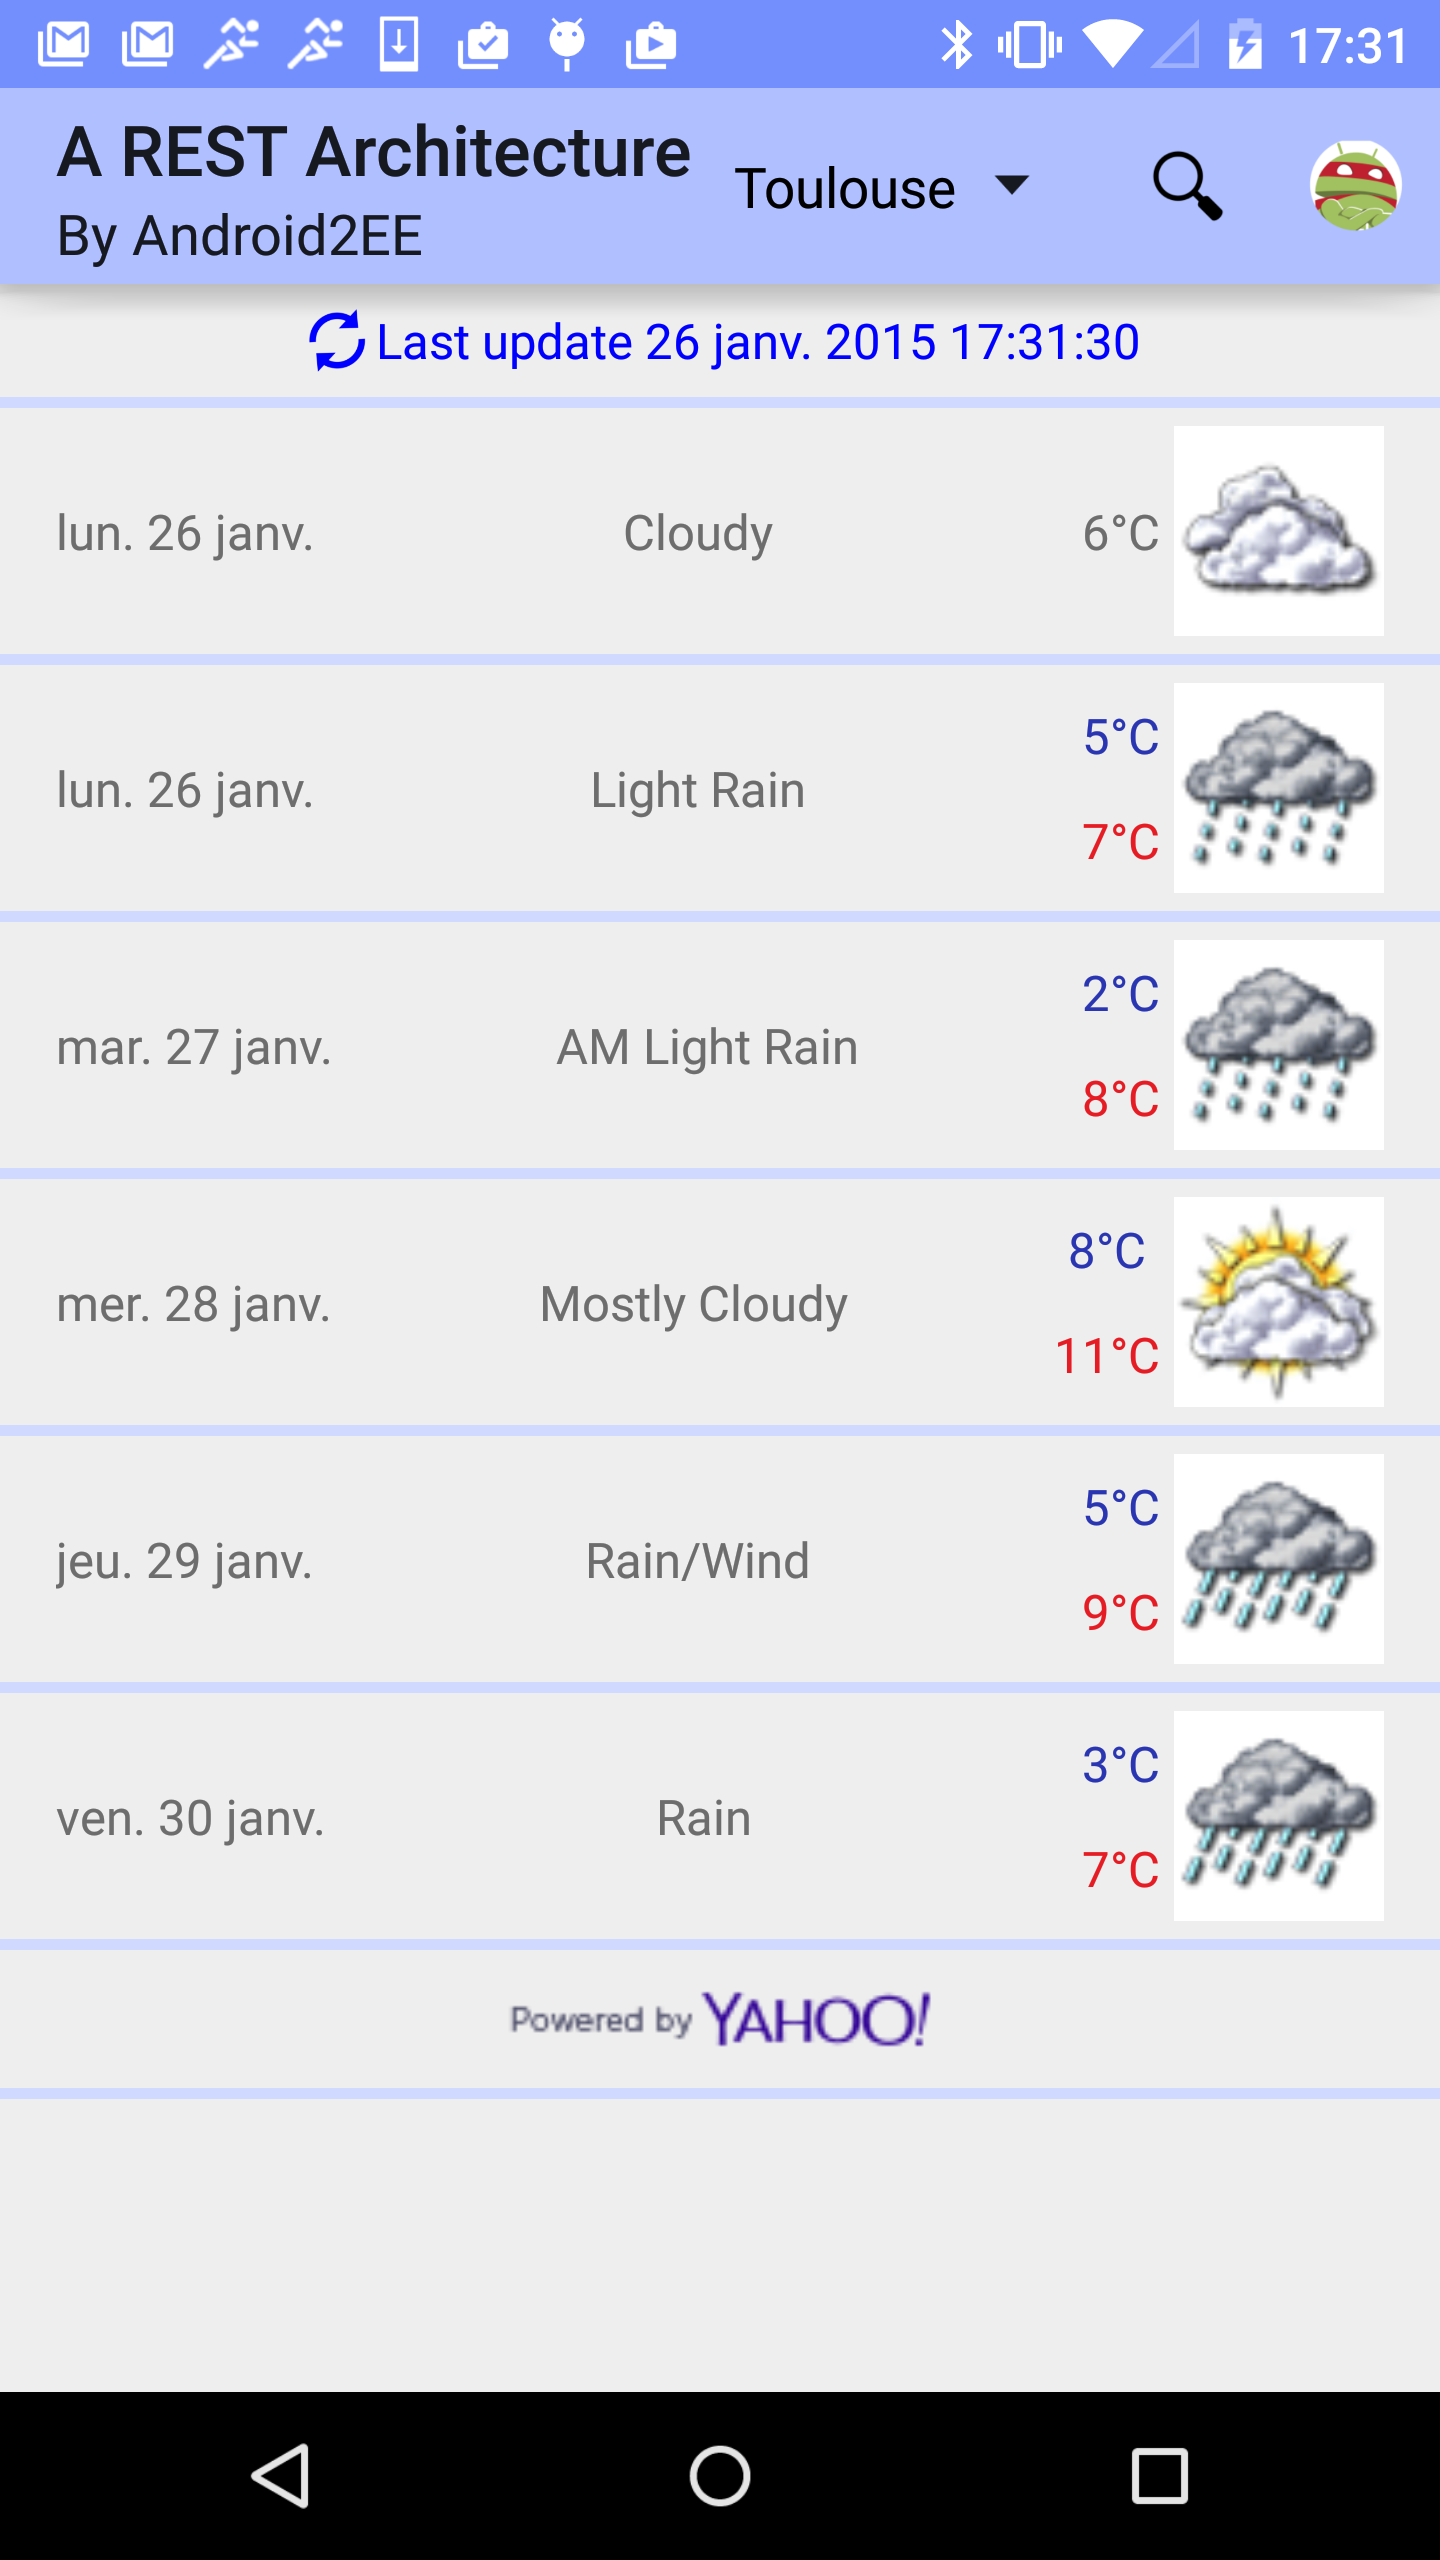 17:31
A REST Architecture
By Android2EE
Toulouse
Last update 26 janv. 2015 17:31:30
lun. 26 janv. Cloudy 6°C
lun. 26 janv. Light Rain 5°C
7°C
mar. 27 janv. AM Light Rain 2°C
8°C
mer. 28 janv. Mostly Cloudy 8°C
11°C
jeu. 29 janv. Rain/Wind 5°C
9°C
ven. 30 janv. Rain 3°C
7°C
Powered by YAHOO!